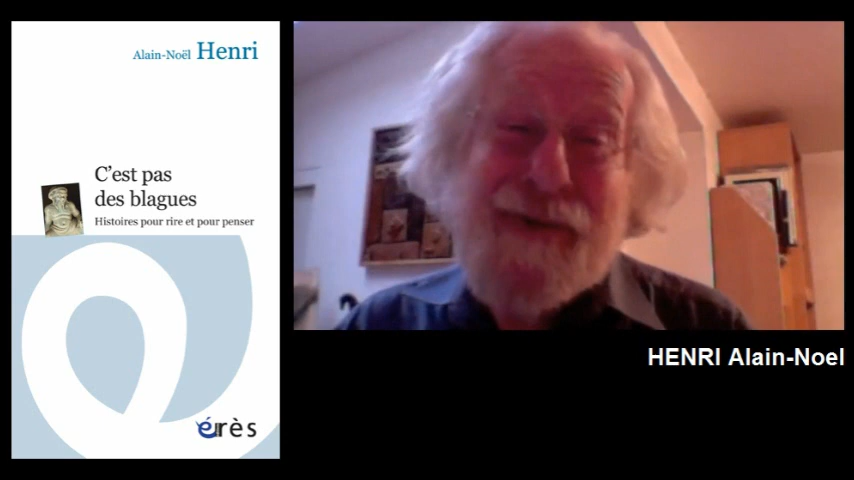 Alain-Noël Henri
C'est pas
des blagues
Histoires pour rire et pour penser
érès
HENRI Alain-Noel